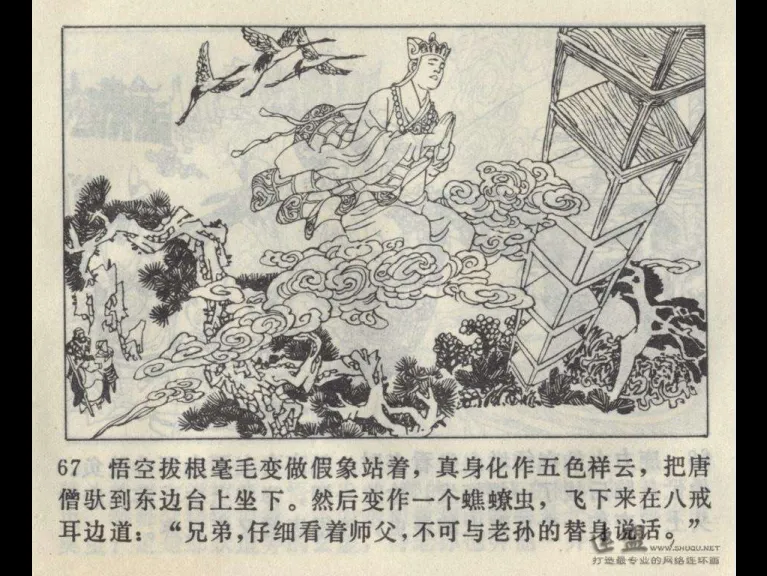 67 悟空拔根毫毛变做假象站着，真身化作五色祥云，把唐
僧驮到东边台上坐下。然后变作一个蟭蟟虫，飞下来在八戒
耳边道：“兄弟，仔细看着师父，不可与老孙的替身说话。”
WWW.SHUQU.NET
打造最专业的网络连环画